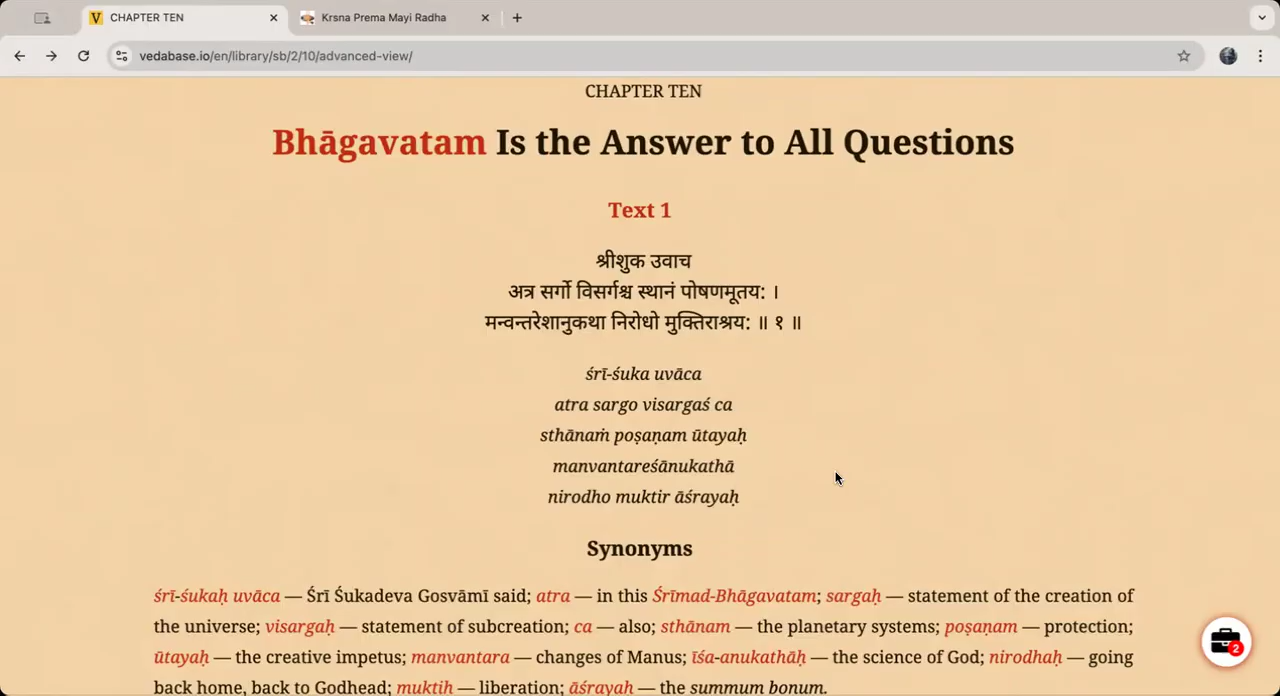 CHAPTER TEN
Krsna Prema Mayi Radha
vedabase.io/en/library/sb/2/10/advanced-view/
CHAPTER TEN
Bhāgavatam Is the Answer to All Questions
Text 1
श्रीशुक उवाच
अत्र सर्गो विसर्गश्च स्थानं पोषणमूतय: ।
मन्वन्तरेशानुकथा निरोधो मुक्तिराश्रय: ॥ १ ॥
śrī-śuka uvāca
atra sargo visargaś ca
sthānaṁ poṣaṇam ūtayaḥ
manvantareśānukathā
nirodho muktir āśrayaḥ
Synonyms
śrī-śukaḥ uvāca — Śrī Śukadeva Gosvāmī said; atra — in this Śrīmad-Bhāgavatam; sargaḥ — statement of the creation of
the universe; visargaḥ — statement of subcreation; ca — also; sthānam — the planetary systems; poṣaṇam — protection;
ūtayaḥ — the creative impetus; manvantara — changes of Manus; īśa-anukathāḥ — the science of God; nirodhaḥ — going
back home, back to Godhead; muktiḥ — liberation; āśrayaḥ — the summum bonum.
2